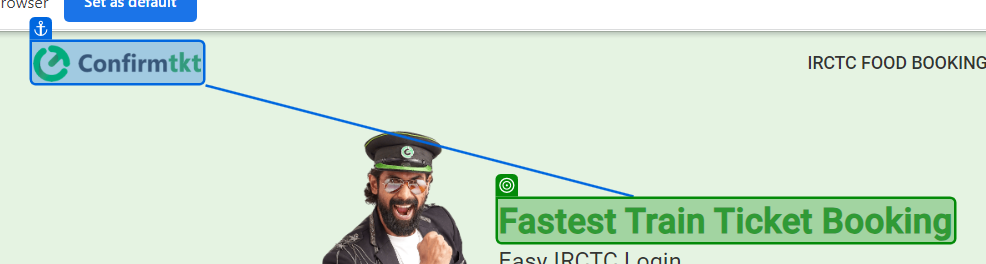 rowser
Set as default
Confirmtkt
IRCTC FOOD BOOKING
Fastest Train Ticket Booking
Easy IRCTC Login